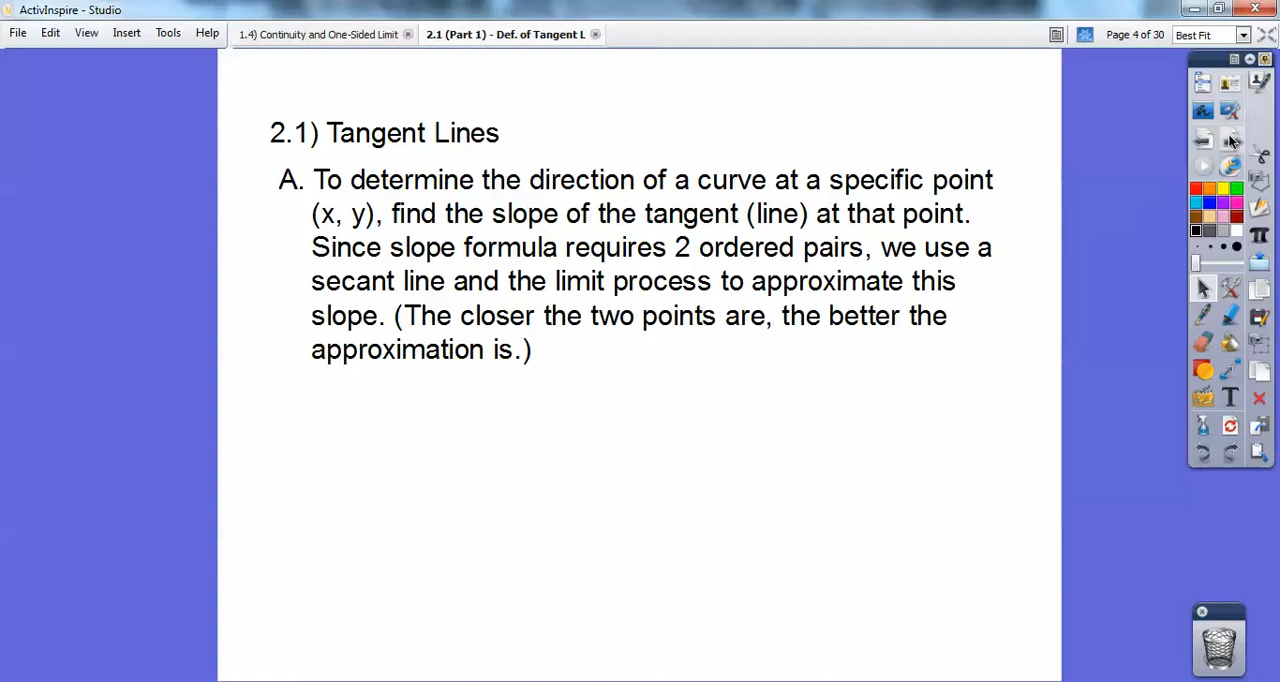 ActivInspire - Studio
File Edit View Insert Tools Help
1.4) Continuity and One-Sided Limit
2.1 (Part 1) - Def. of Tangent L
Page 4 of 30
Best Fit
2.1) Tangent Lines
A. To determine the direction of a curve at a specific point
(x, y), find the slope of the tangent (line) at that point.
Since slope formula requires 2 ordered pairs, we use a
secant line and the limit process to approximate this
slope. (The closer the two points are, the better the
approximation is.)